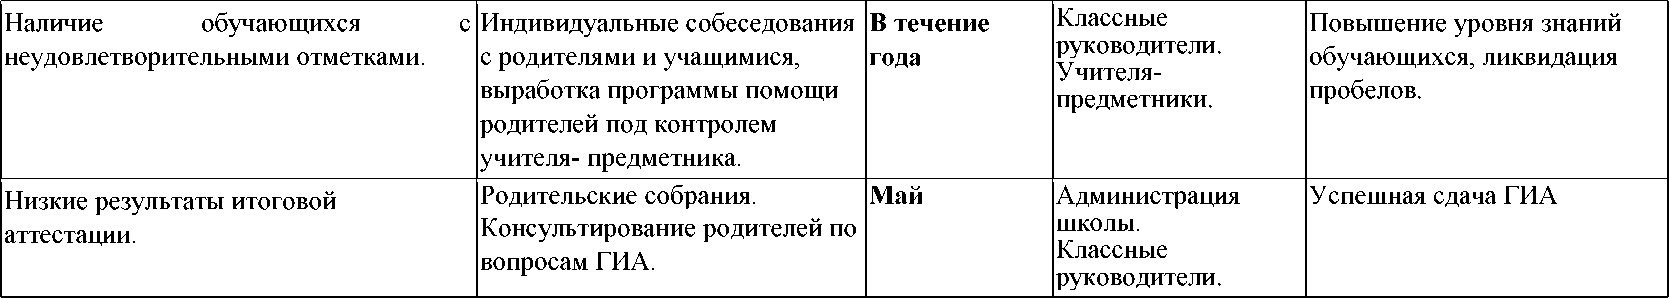 Наличие обучающихся с
неудовлетворительными отметками.
Индивидуальные собеседования
с родителями и учащимися,
выработка программы помощи
родителей под контролем
учителя- предметника.
В течение
года
Классные
руководители.
Учителя-
предметники.
Повышение уровня знаний
обучающихся, ликвидация
пробелов.
Низкие результаты итоговой
аттестации.
Родительские собрания.
Консультирование родителей по
вопросам ГИА.
Май
Администрация
школы.
Классные
руководители.
Успешная сдача ГИА